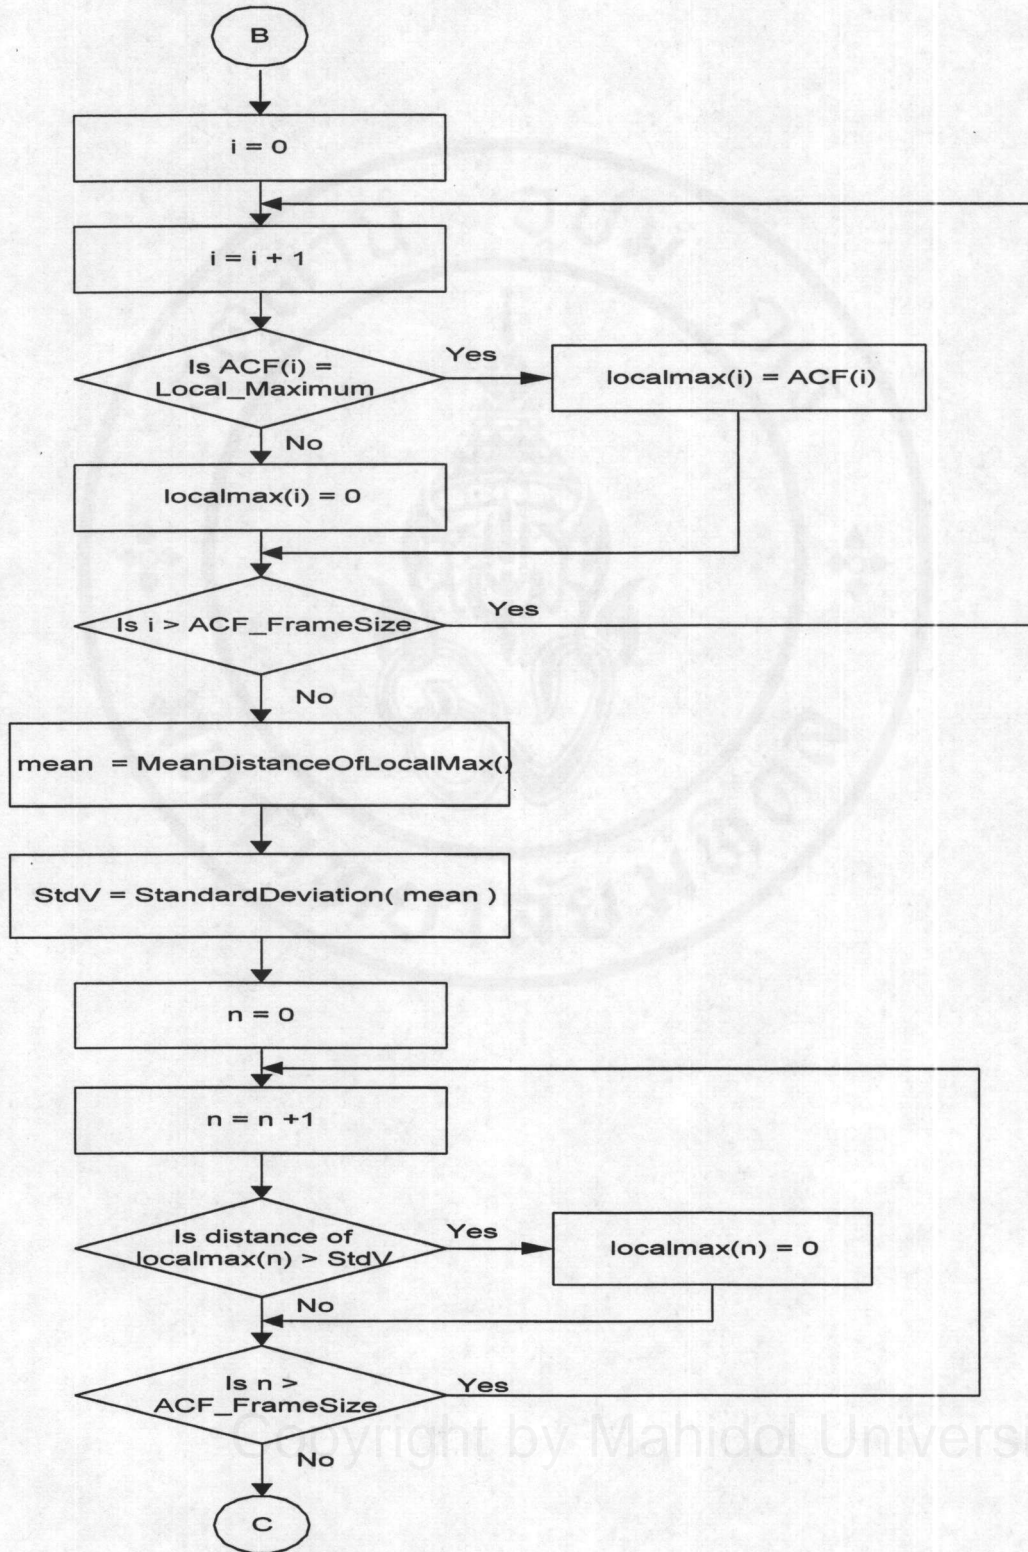 B
i = 0
i = i + 1
Is ACF(i) =
Local_Maximum
Yes
localmax(i) = ACF(i)
No
localmax(i) = 0
Is i > ACF_FrameSize
Yes
No
mean = MeanDistanceOfLocalMax()
StdV = StandardDeviation( mean )
n = 0
n = n +1
Is distance of
localmax(n) > StdV
Yes
localmax(n) = 0
No
Is n >
ACF_FrameSize
Yes
Copyright by Mahidol Universi
No
C